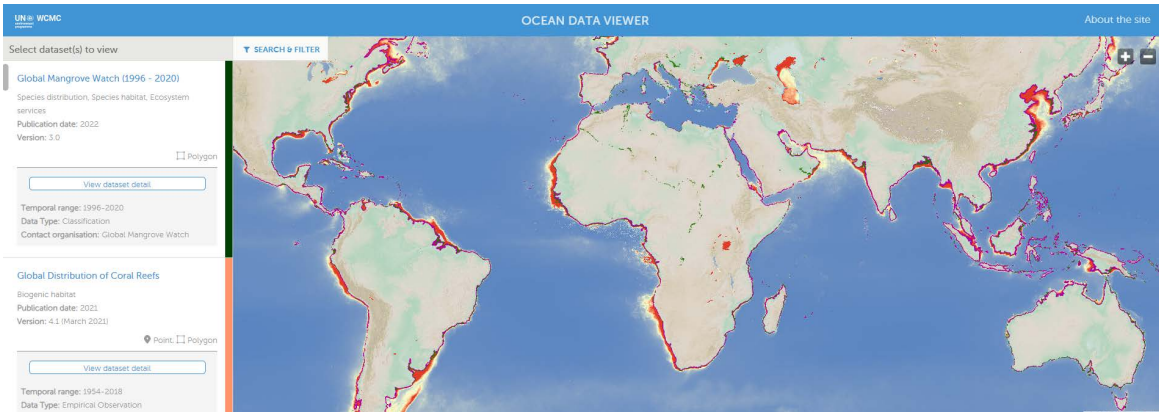 UN WCMC
OCEAN DATA VIEWER
About the site
Select dataset(s) to view
SEARCH & FILTER
Global Mangrove Watch (1996 - 2020)
Species distribution, Species habitat, Ecosystem
services
Publication date: 2022
Version: 3.0
Polygon
View dataset detail
Temporal range: 1996-2020
Data Type: Classification
Contact organisation: Global Mangrove Watch
Global Distribution of Coral Reefs
Biogenic habitat
Publication date: 2021
Version: 4.1 (March 2021)
Point, Polygon
View dataset detail
Temporal range: 1954-2018
Data Type: Empirical Observation